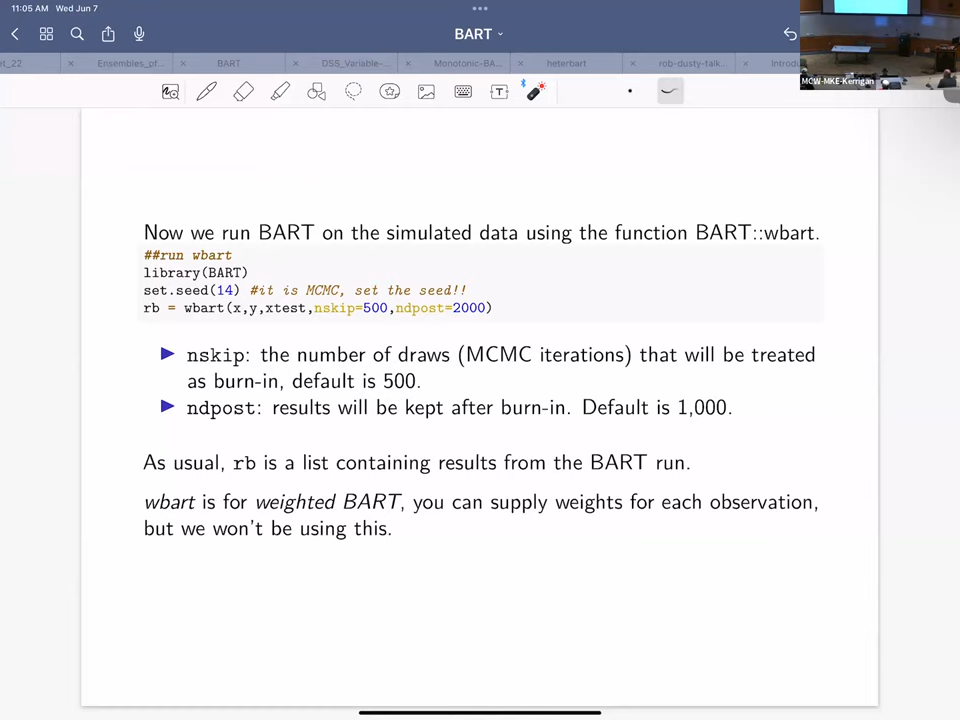 11:05 AM Wed Jun 7
BART
et_22
Ensembles_of...
BART
DSS_Variable-...
Monotonic-BA...
heterbart
rob-dusty-talk...
Introdu
MCW-MKE-Kerrigan
T
Now we run BART on the simulated data using the function BART::wbart.
##run wbart
library(BART)
set.seed(14) #it is MCMC, set the seed!!
rb = wbart(x,y,xtest,nskip=500,ndpost=2000)
nskip: the number of draws (MCMC iterations) that will be treated
as burn-in, default is 500.
ndpost: results will be kept after burn-in. Default is 1,000.
As usual, rb is a list containing results from the BART run.
wbart is for weighted BART, you can supply weights for each observation,
but we won't be using this.